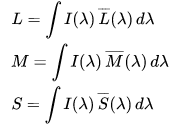 L = ∫ I(λ) L̅(λ) dλ
M = ∫ I(λ) M̅(λ) dλ
S = ∫ I(λ) S̅(λ) dλ